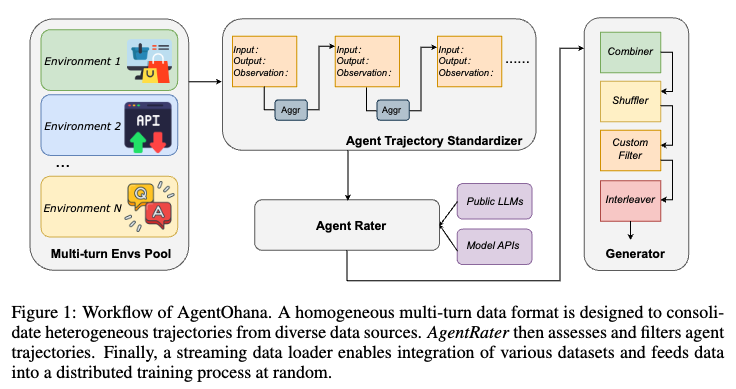 Environment 1
Environment 2
API
...
Q
A
Environment N
Multi-turn Envs Pool
Input:
Output:
Observation:
Aggr
Input:
Output:
Observation:
Aggr
Input:
Output:
Observation:
......
Agent Trajectory Standardizer
Agent Rater
Public LLMs
Model APIs
Combiner
Shuffler
Custom
Filter
Interleaver
Generator
Figure 1: Workflow of AgentOhana. A homogeneous multi-turn data format is designed to consoli-
date heterogeneous trajectories from diverse data sources. AgentRater then assesses and filters agent
trajectories. Finally, a streaming data loader enables integration of various datasets and feeds data
into a distributed training process at random.